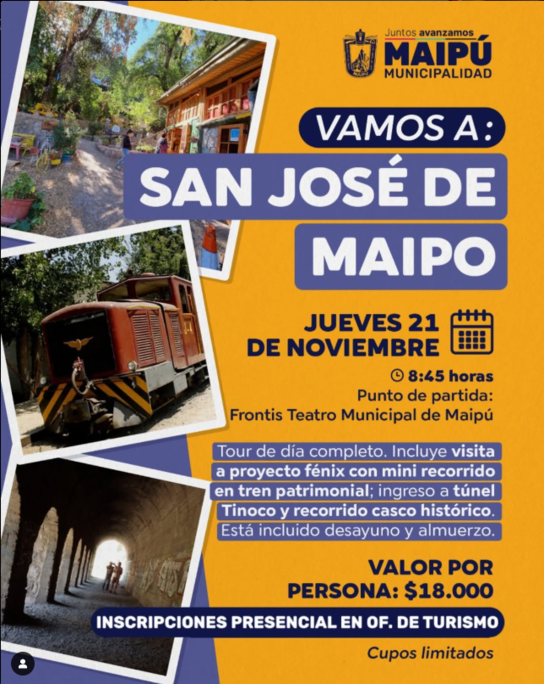 Juntos avanzamos
MAIPÚ
MUNICIPALIDAD
VAMOS A:
SAN JOSÉ DE
MAIPO
JUEVES 21
DE NOVIEMBRE
8:45 horas
Punto de partida:
Frontis Teatro Municipal de Maipú
Tour de día completo. Incluye visita
a proyecto fénix con mini recorrido
en tren patrimonial; ingreso a túnel
Tinoco y recorrido casco histórico.
Está incluido desayuno y almuerzo.
VALOR POR
PERSONA: $18.000
INSCRIPCIONES PRESENCIAL EN OF. DE TURISMO
Cupos limitados